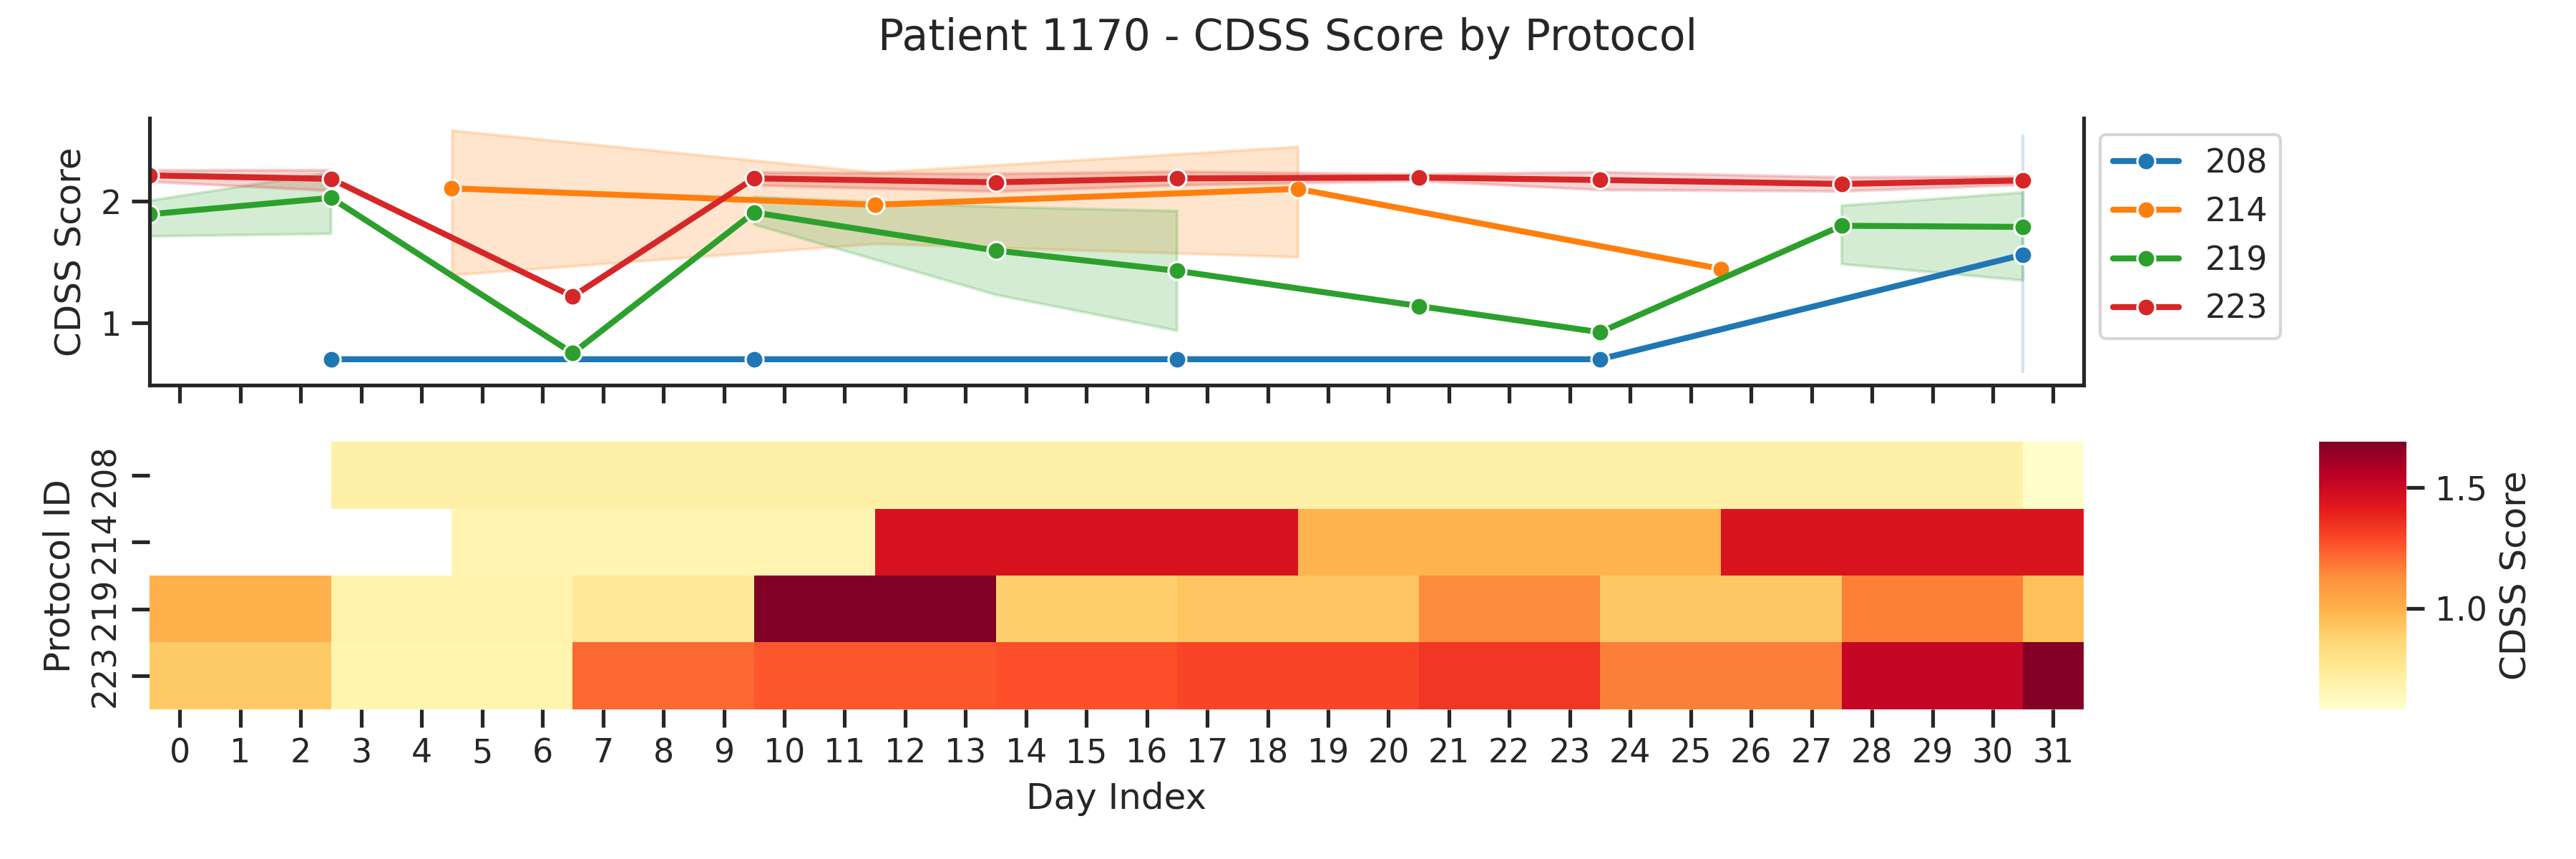 Patient 1170 - CDSS Score by Protocol
CDSS Score
2
1
208
214
219
223
Protocol ID
208
214
219
223
0 1 2 3 4 5 6 7 8 9 10 11 12 13 14 15 16 17 18 19 20 21 22 23 24 25 26 27 28 29 30 31
Day Index
1.5
1.0
CDSS Score